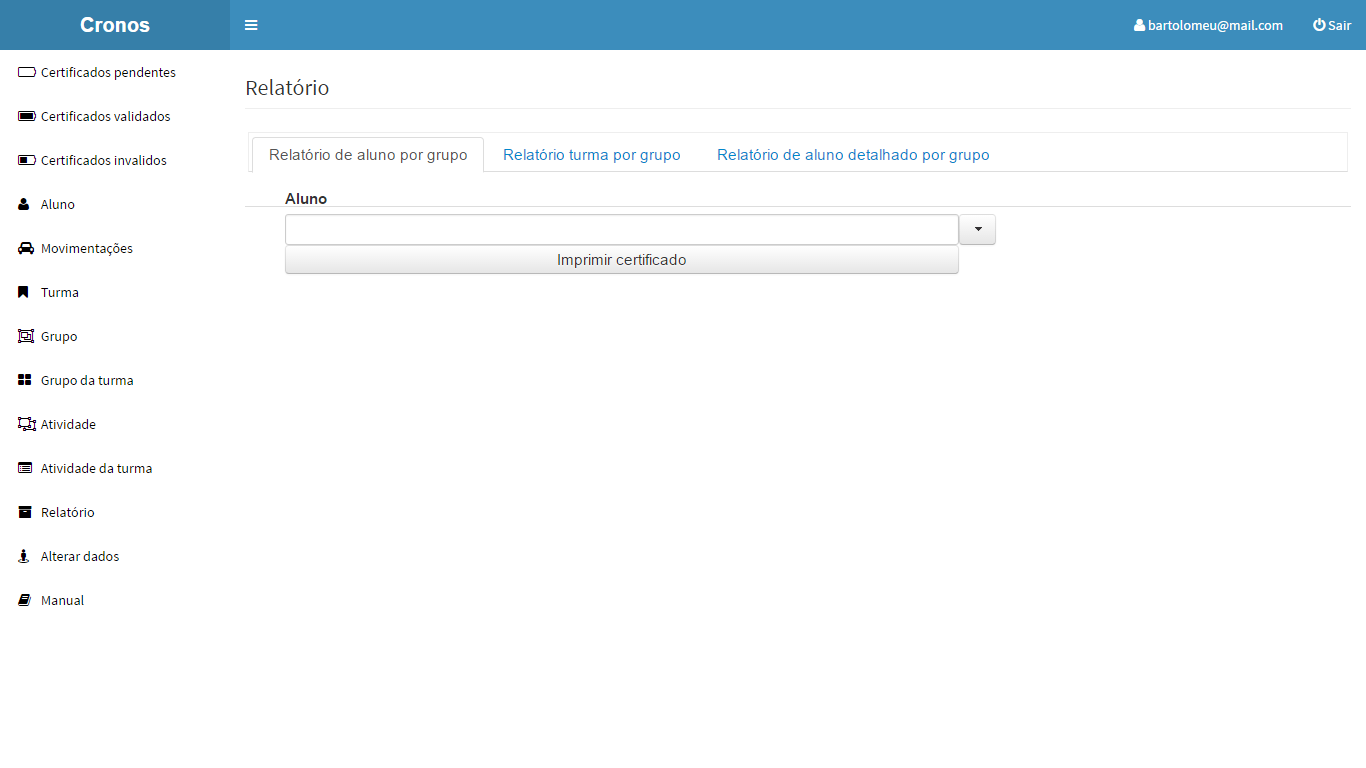 Cronos
bartolomeu@mail.com
Sair
Certificados pendentes
Certificados validados
Certificados invalidos
Aluno
Movimentações
Turma
Grupo
Grupo da turma
Atividade
Atividade da turma
Relatório
Alterar dados
Manual
Relatório
Relatório de aluno por grupo
Relatório turma por grupo
Relatório de aluno detalhado por grupo
Aluno
Imprimir certificado